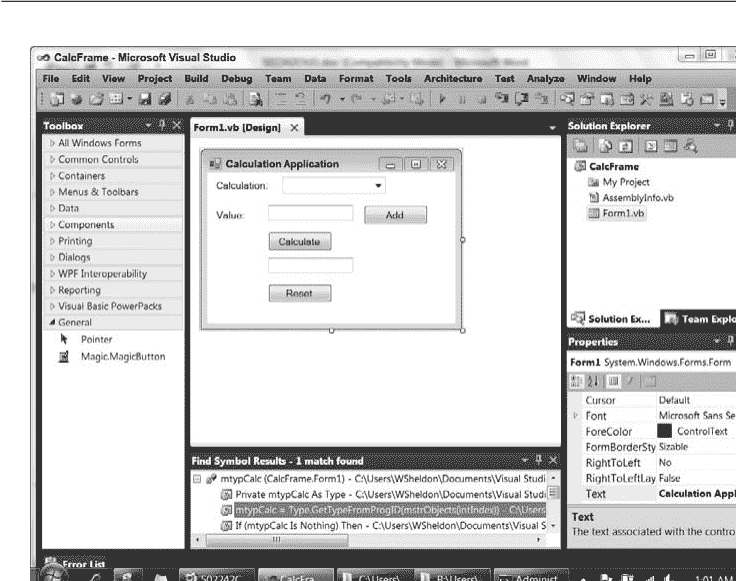 CalcFrame - Microsoft Visual Studio
File Edit View Project Build Debug Team Data Format Tools Architecture Test Analyze Window Help
Toolbox
All Windows Forms
Common Controls
Containers
Menus & Toolbars
Data
Components
Printing
Dialogs
WPF Interoperability
Reporting
Visual Basic PowerPacks
General
Pointer
Magic.MagicButton
Form1.vb [Design]
Calculation Application
Calculation:
Value:
Add
Calculate
Reset
Find Symbol Results - 1 match found
mtypCalc (CalcFrame.Form1) - C:\Users\WSheldon\Documents\Visual Studi
Private mtypCalc As Type - C:\Users\WSheldon\Documents\Visual Studi
mtypCalc = Type.GetTypeFromProgID(mstrObjects(intIndex)) - C:\Users
If (mtypCalc Is Nothing) Then - C:\Users\WSheldon\Documents\Visual S
Solution Explorer
CalcFrame
My Project
AssemblyInfo.vb
Form1.vb
Solution Ex... Team Explo
Properties
Form1 System.Windows.Forms.Form
Cursor Default
Font Microsoft Sans Se
ForeColor ControlText
FormBorderSty Sizable
RightToLeft No
RightToLeftLay False
Text Calculation Appl
Text
The text associated with the contro
Error List
502242C CalcFra... C:\Users\ B:\Users\ Administ 1:01 AM